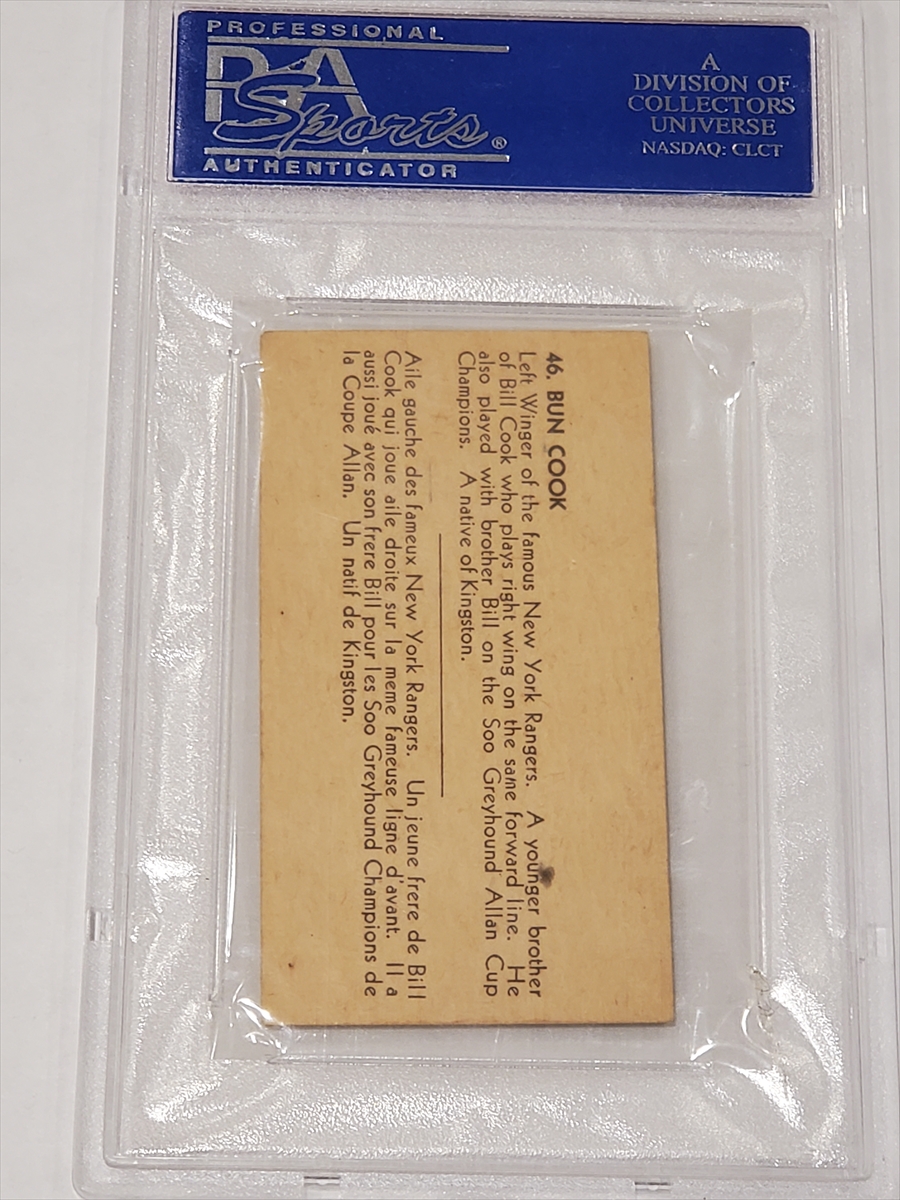 PROFESSIONAL
PSA
Sports®
AUTHENTICATOR
A
DIVISION OF
COLLECTORS
UNIVERSE
NASDAQ: CLCT
46. BUN COOK
Left Winger of the famous New York Rangers. A younger brother
of Bill Cook who plays right wing on the same forward line. He
also played with brother Bill on the Soo Greyhound Allan Cup
Champions. A native of Kingston.
Aile gauche des fameux New York Rangers. Un jeune frere de Bill
Cook qui joue aile droite sur la meme fameuse ligne d'avant. Il a
aussi joué avec son frere Bill pour les Soo Greyhound Champions de
la Coupe Allan. Un natif de Kingston.